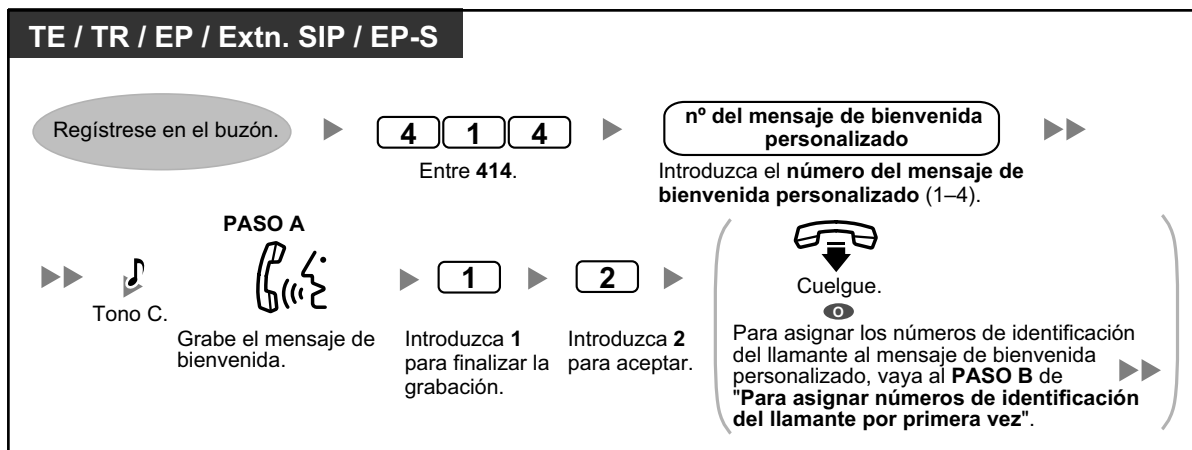 TE / TR / EP / Extn. SIP / EP-S
Regístrese en el buzón.
4 1 4
Entre 414.
nº del mensaje de bienvenida
personalizado
Introduzca el número del mensaje de
bienvenida personalizado (1–4).
Tono C.
PASO A
Grabe el mensaje de
bienvenida.
1
Introduzca 1
para finalizar la
grabación.
2
Introduzca 2
para aceptar.
Cuelgue.
O
Para asignar los números de identificación
del llamante al mensaje de bienvenida
personalizado, vaya al PASO B de
"Para asignar números de identificación
del llamante por primera vez".